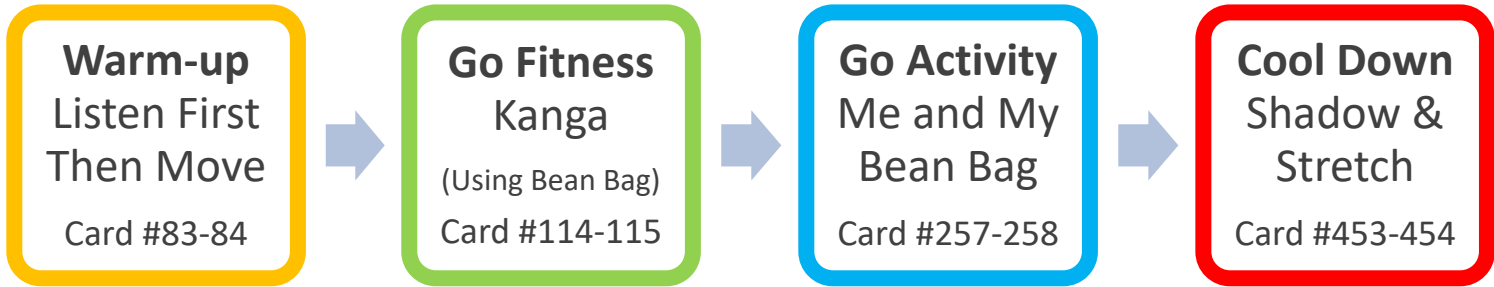 Warm-up
Listen First
Then Move
Card #83-84
Go Fitness
Kanga
(Using Bean Bag)
Card #114-115
Go Activity
Me and My
Bean Bag
Card #257-258
Cool Down
Shadow &
Stretch
Card #453-454